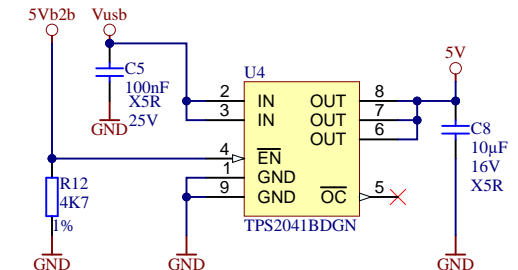 5Vb2b
Vusb
U4
C5
100nF
X5R
25V
GND
2
3
4
1
9
IN
IN
EN
GND
GND
OUT
OUT
OUT
OC
8
7
6
5
TPS2041BDGN
5V
C8
10µF
16V
X5R
R12
4K7
1%
GND
GND
GND